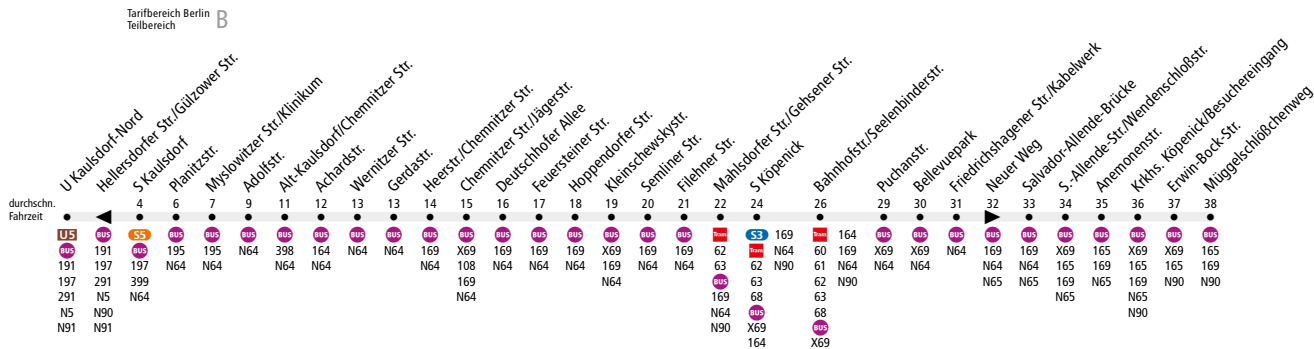 Tarifbereich Berlin
Teilbereich
B
U Kaulsdorf-Nord
Hellersdorfer Str./Gülzower Str.
S Kaulsdorf
Planitzstr.
Myslowitzer Str./Klinikum
Adolfstr.
Alt-Kaulsdorf/Chemnitzer Str.
Achardstr.
Wernitzer Str.
Gerdastr.
Heerstr./Chemnitzer Str.
Chemnitzer Str./Jägerstr.
Deutschhofer Allee
Feuersteiner Str.
Hoppendorfer Str.
Kleinschewskystr.
Semliner Str.
Filehner Str.
Mahlsdorfer Str./Gehsener Str.
S Köpenick
Bahnhofstr./Seelenbinderstr.
Puchanstr.
Bellevuepark
Friedrichshagener Str./Kabelwerk
Neuer Weg
Salvador-Allende-Brücke
S.-Allende-Str./Wendenschloßstr.
Anemonenstr.
Krkhs. Köpenick/Besuchereingang
Erwin-Bock-Str.
Müggelschlößchenweg
durchschn.
Fahrzeit
4 6 7 9 11 12 13 13 14 15 16 17 18 19 20 21 22 24 26 29 30 31 32 33 34 35 36 37 38
U5
BUS
191
197
291
N5
N91
BUS
191
197
291
N5
N90
N91
S5
BUS
197
399
N64
BUS
195
N64
BUS
195
N64
BUS
N64
BUS
398
N64
BUS
164
N64
BUS
N64
BUS
N64
BUS
169
N64
BUS
X69
108
169
N64
BUS
169
N64
BUS
169
N64
BUS
169
N64
BUS
X69
169
N64
BUS
169
N64
BUS
169
N64
Tram
62
63
BUS
169
N64
N90
S3
Tram
62
63
68
BUS
X69
164
169
N64
N90
Tram
60
61
62
63
68
BUS
X69
164
169
N64
N90
BUS
X69
N64
BUS
X69
N64
BUS
N64
BUS
169
N64
N65
BUS
169
N64
N65
BUS
X69
165
169
N65
BUS
165
169
N65
BUS
X69
165
169
N65
N90
BUS
X69
165
N90
BUS
165
169
N90